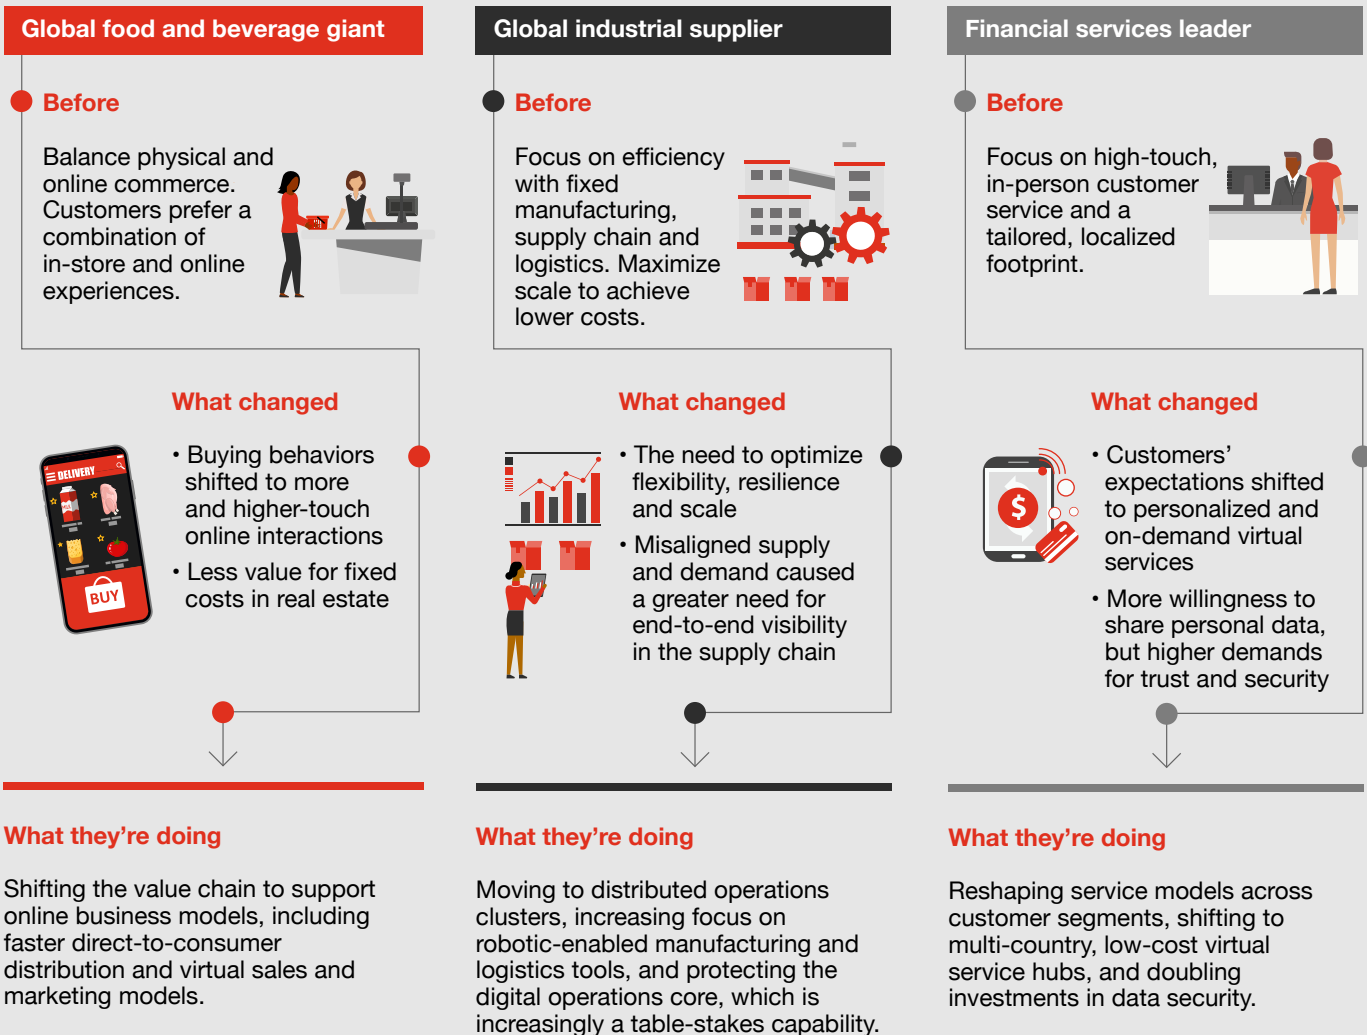 Global food and beverage giant
Before
Balance physical and
online commerce.
Customers prefer a
combination of
in-store and online
experiences.
What changed
DELIVERY
BUY
• Buying behaviors
shifted to more
and higher-touch
online interactions
• Less value for fixed
costs in real estate
What they’re doing
Shifting the value chain to support
online business models, including
faster direct-to-consumer
distribution and virtual sales and
marketing models.
Global industrial supplier
Before
Focus on efficiency
with fixed
manufacturing,
supply chain and
logistics. Maximize
scale to achieve
lower costs.
What changed
• The need to optimize
flexibility, resilience
and scale
• Misaligned supply
and demand caused
a greater need for
end-to-end visibility
in the supply chain
What they’re doing
Moving to distributed operations
clusters, increasing focus on
robotic-enabled manufacturing and
logistics tools, and protecting the
digital operations core, which is
increasingly a table-stakes capability.
Financial services leader
Before
Focus on high-touch,
in-person customer
service and a
tailored, localized
footprint.
What changed
$
• Customers’
expectations shifted
to personalized and
on-demand virtual
services
• More willingness to
share personal data,
but higher demands
for trust and security
What they’re doing
Reshaping service models across
customer segments, shifting to
multi-country, low-cost virtual
service hubs, and doubling
investments in data security.